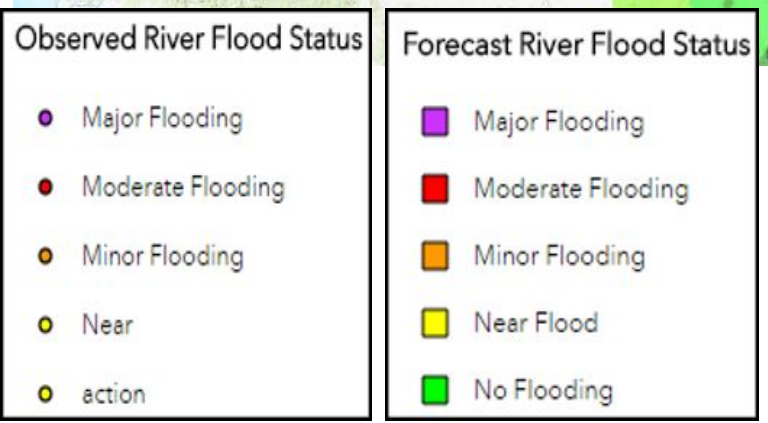 Observed River Flood Status
Major Flooding
Moderate Flooding
Minor Flooding
Near
action
Forecast River Flood Status
Major Flooding
Moderate Flooding
Minor Flooding
Near Flood
No Flooding